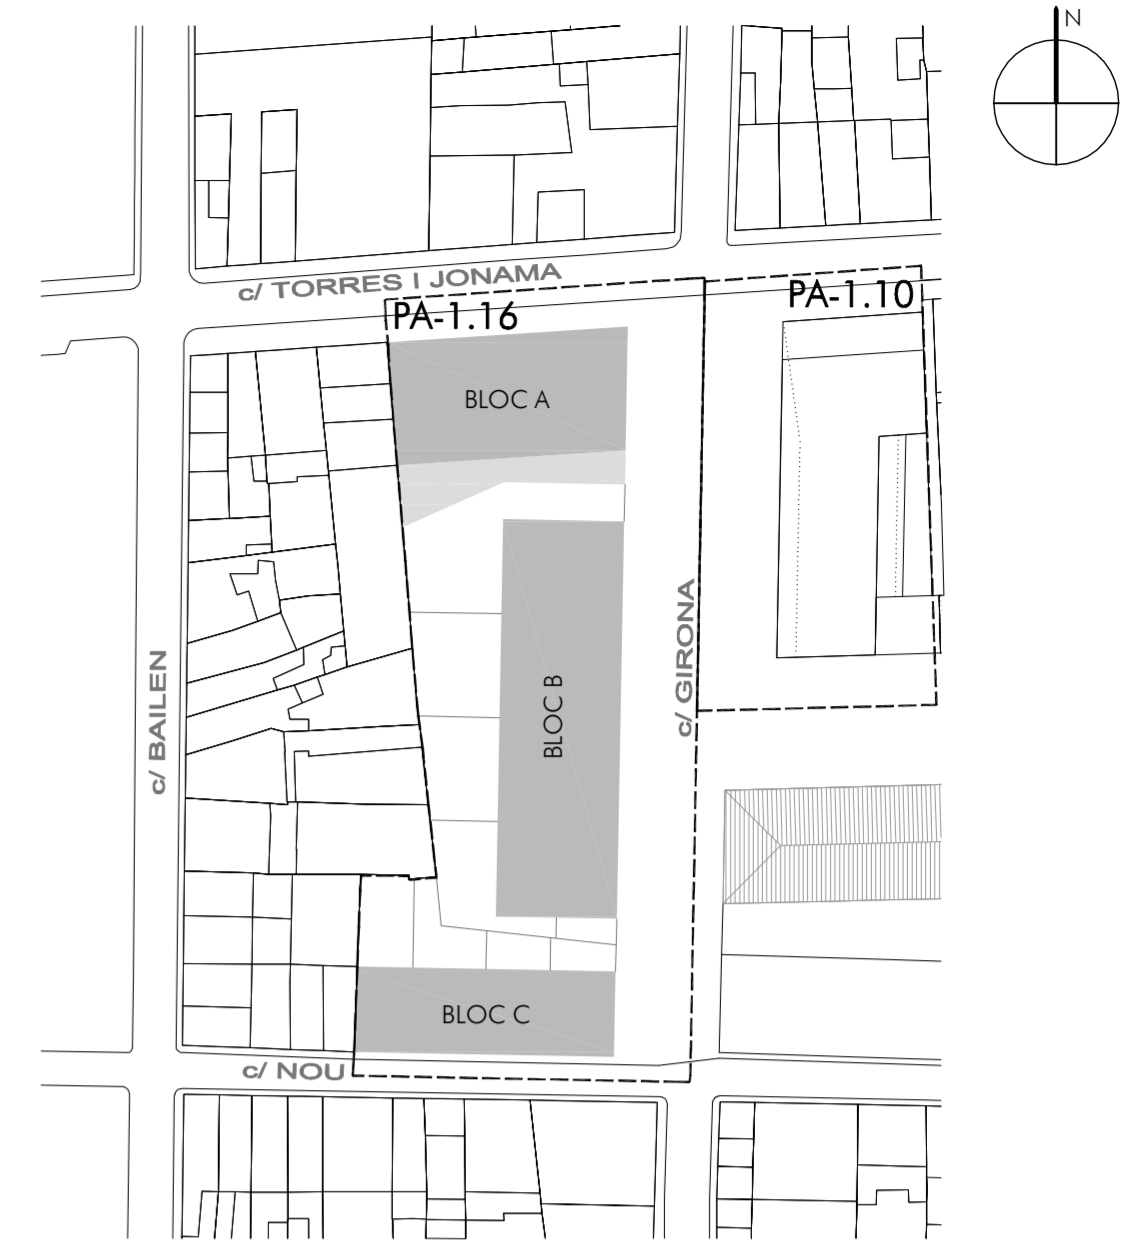 N
c/ TORRES I JONAMA
PA-1.16
PA-1.10
BLOC A
c/ GIRONA
c/ BAILEN
BLOC B
BLOC C
c/ NOU